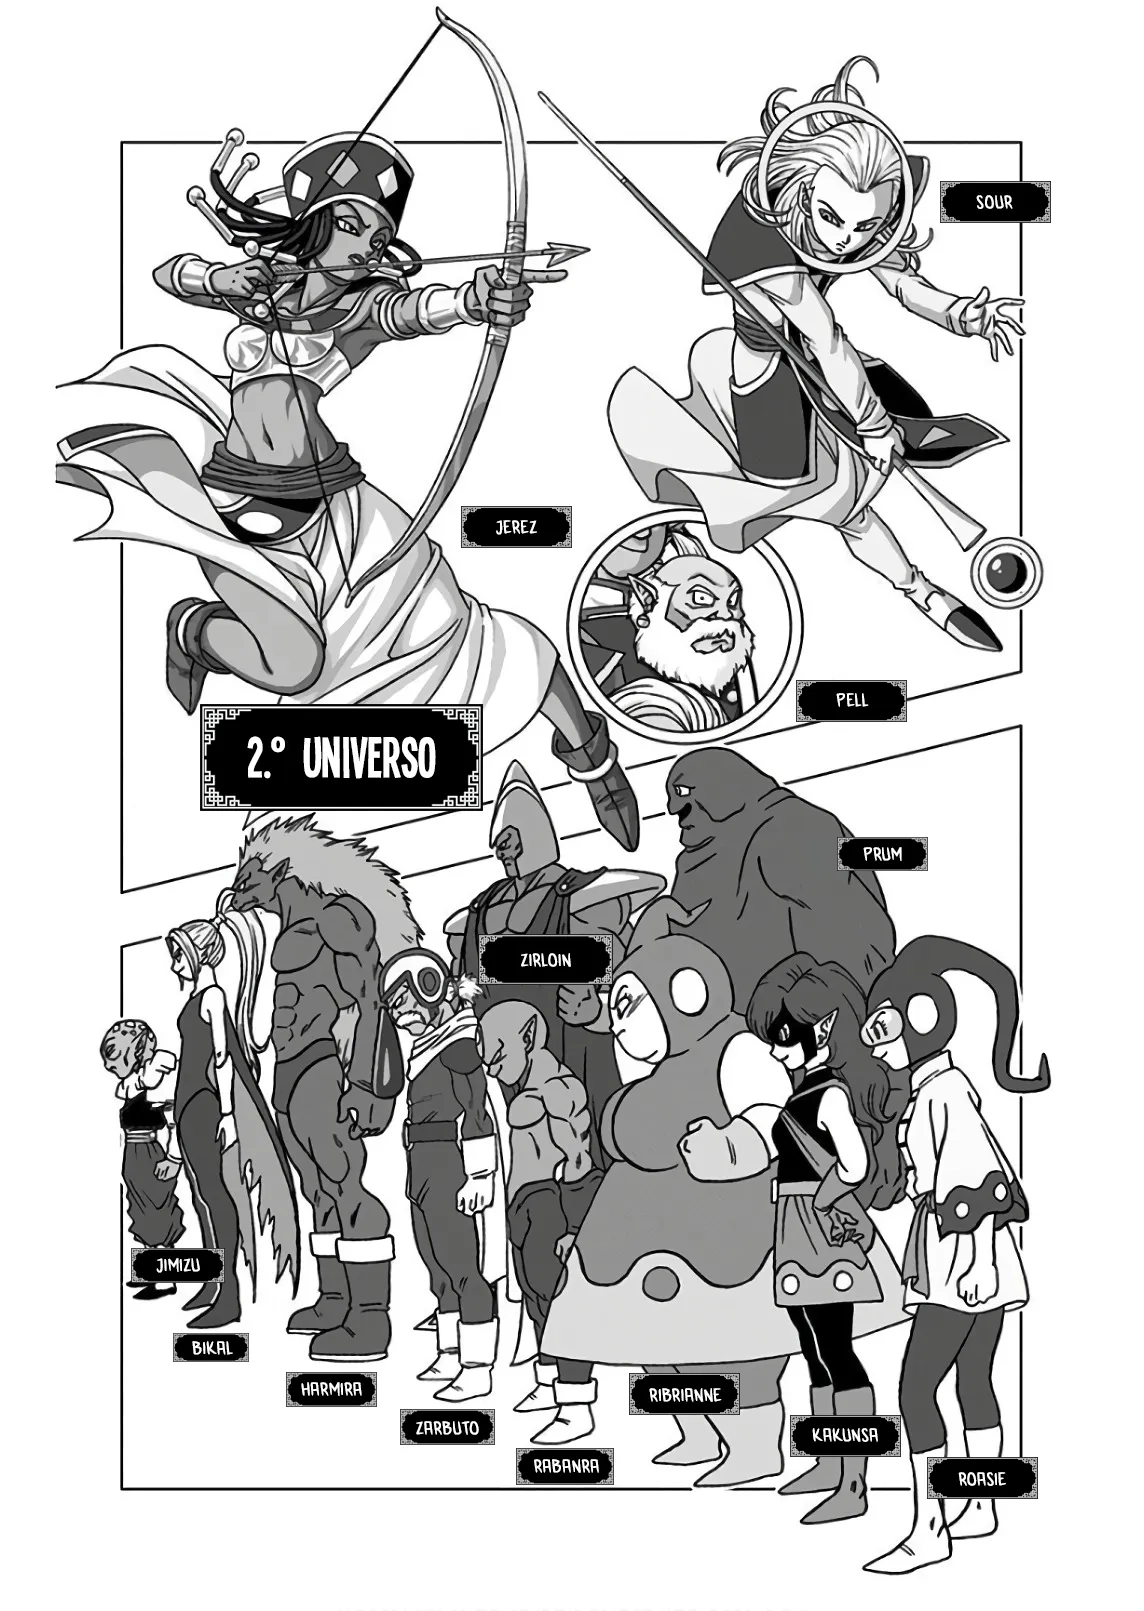 SOUR
JEREZ
PELL
2.º UNIVERSO
PRUM
ZIRLOIN
JIMIZU
BIKAL
HARMIRA
RIBRIANNE
ZARBUTO
KAKUNSA
RABANRA
ROASIE